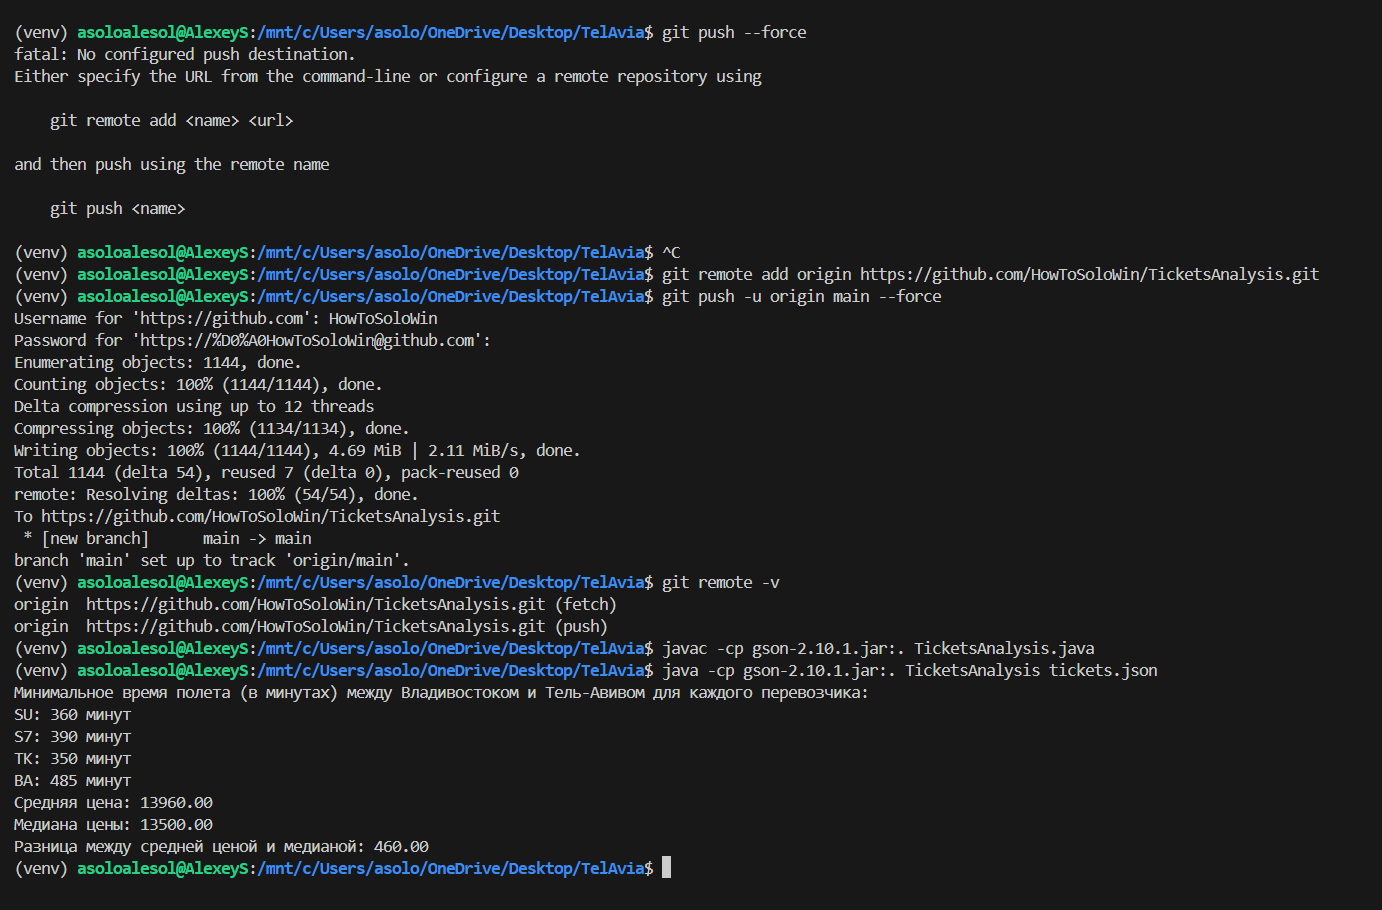 (venv) asoloalesol@AlexeyS:/mnt/c/Users/asolo/OneDrive/Desktop/TelAvia$ git push --force
fatal: No configured push destination.
Either specify the URL from the command-line or configure a remote repository using
git remote add <name> <url>
and then push using the remote name
git push <name>
(venv) asoloalesol@AlexeyS:/mnt/c/Users/asolo/OneDrive/Desktop/TelAvia$ ^C
(venv) asoloalesol@AlexeyS:/mnt/c/Users/asolo/OneDrive/Desktop/TelAvia$ git remote add origin https://github.com/HowToSoloWin/TicketsAnalysis.git
(venv) asoloalesol@AlexeyS:/mnt/c/Users/asolo/OneDrive/Desktop/TelAvia$ git push -u origin main --force
Username for 'https://github.com': HowToSoloWin
Password for 'https://%D0%A0HowToSoloWin@github.com':
Enumerating objects: 1144, done.
Counting objects: 100% (1144/1144), done.
Delta compression using up to 12 threads
Compressing objects: 100% (1134/1134), done.
Writing objects: 100% (1144/1144), 4.69 MiB | 2.11 MiB/s, done.
Total 1144 (delta 54), reused 7 (delta 0), pack-reused 0
remote: Resolving deltas: 100% (54/54), done.
To https://github.com/HowToSoloWin/TicketsAnalysis.git
* [new branch]      main -> main
branch 'main' set up to track 'origin/main'.
(venv) asoloalesol@AlexeyS:/mnt/c/Users/asolo/OneDrive/Desktop/TelAvia$ git remote -v
origin  https://github.com/HowToSoloWin/TicketsAnalysis.git (fetch)
origin  https://github.com/HowToSoloWin/TicketsAnalysis.git (push)
(venv) asoloalesol@AlexeyS:/mnt/c/Users/asolo/OneDrive/Desktop/TelAvia$ javac -cp gson-2.10.1.jar:. TicketsAnalysis.java
(venv) asoloalesol@AlexeyS:/mnt/c/Users/asolo/OneDrive/Desktop/TelAvia$ java -cp gson-2.10.1.jar:. TicketsAnalysis tickets.json
Минимальное время полета (в минутах) между Владивостоком и Тель-Авивом для каждого перевозчика:
SU: 360 минут
S7: 390 минут
TK: 350 минут
BA: 485 минут
Средняя цена: 13960.00
Медиана цены: 13500.00
Разница между средней ценой и медианой: 460.00
(venv) asoloalesol@AlexeyS:/mnt/c/Users/asolo/OneDrive/Desktop/TelAvia$